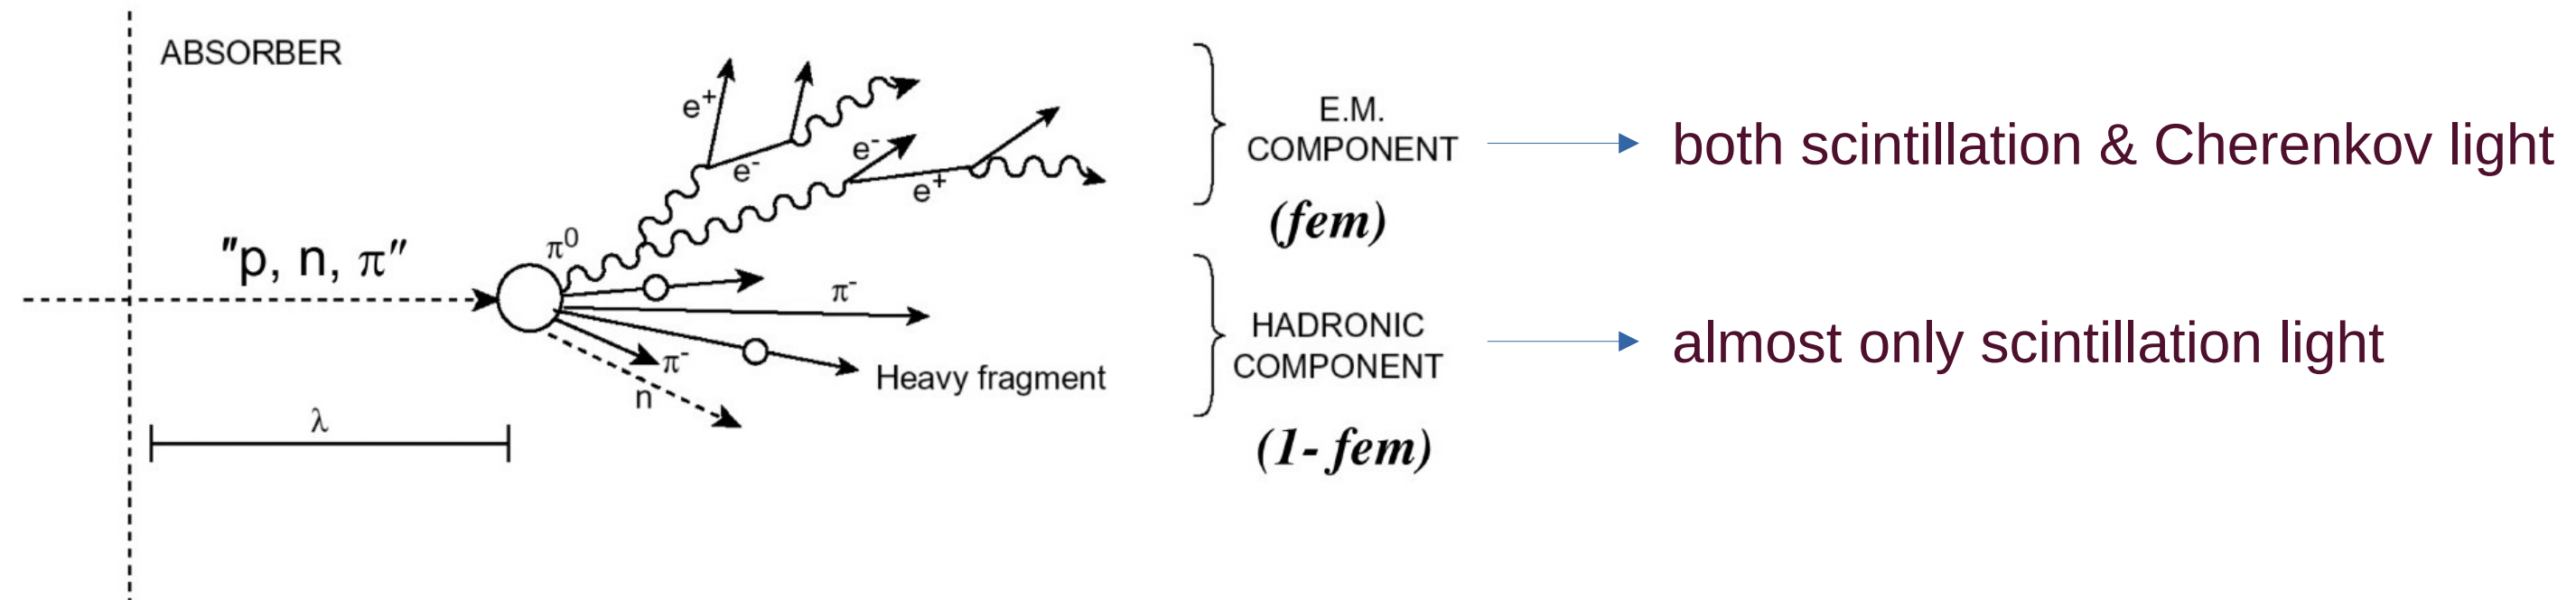 ABSORBER
e⁺
e⁻
e⁻
e⁺
E.M.
COMPONENT
(fem)
both scintillation & Cherenkov light
"p, n, π"
π⁰
π⁻
π⁻
n
Heavy fragment
HADRONIC
COMPONENT
(1- fem)
almost only scintillation light
λ